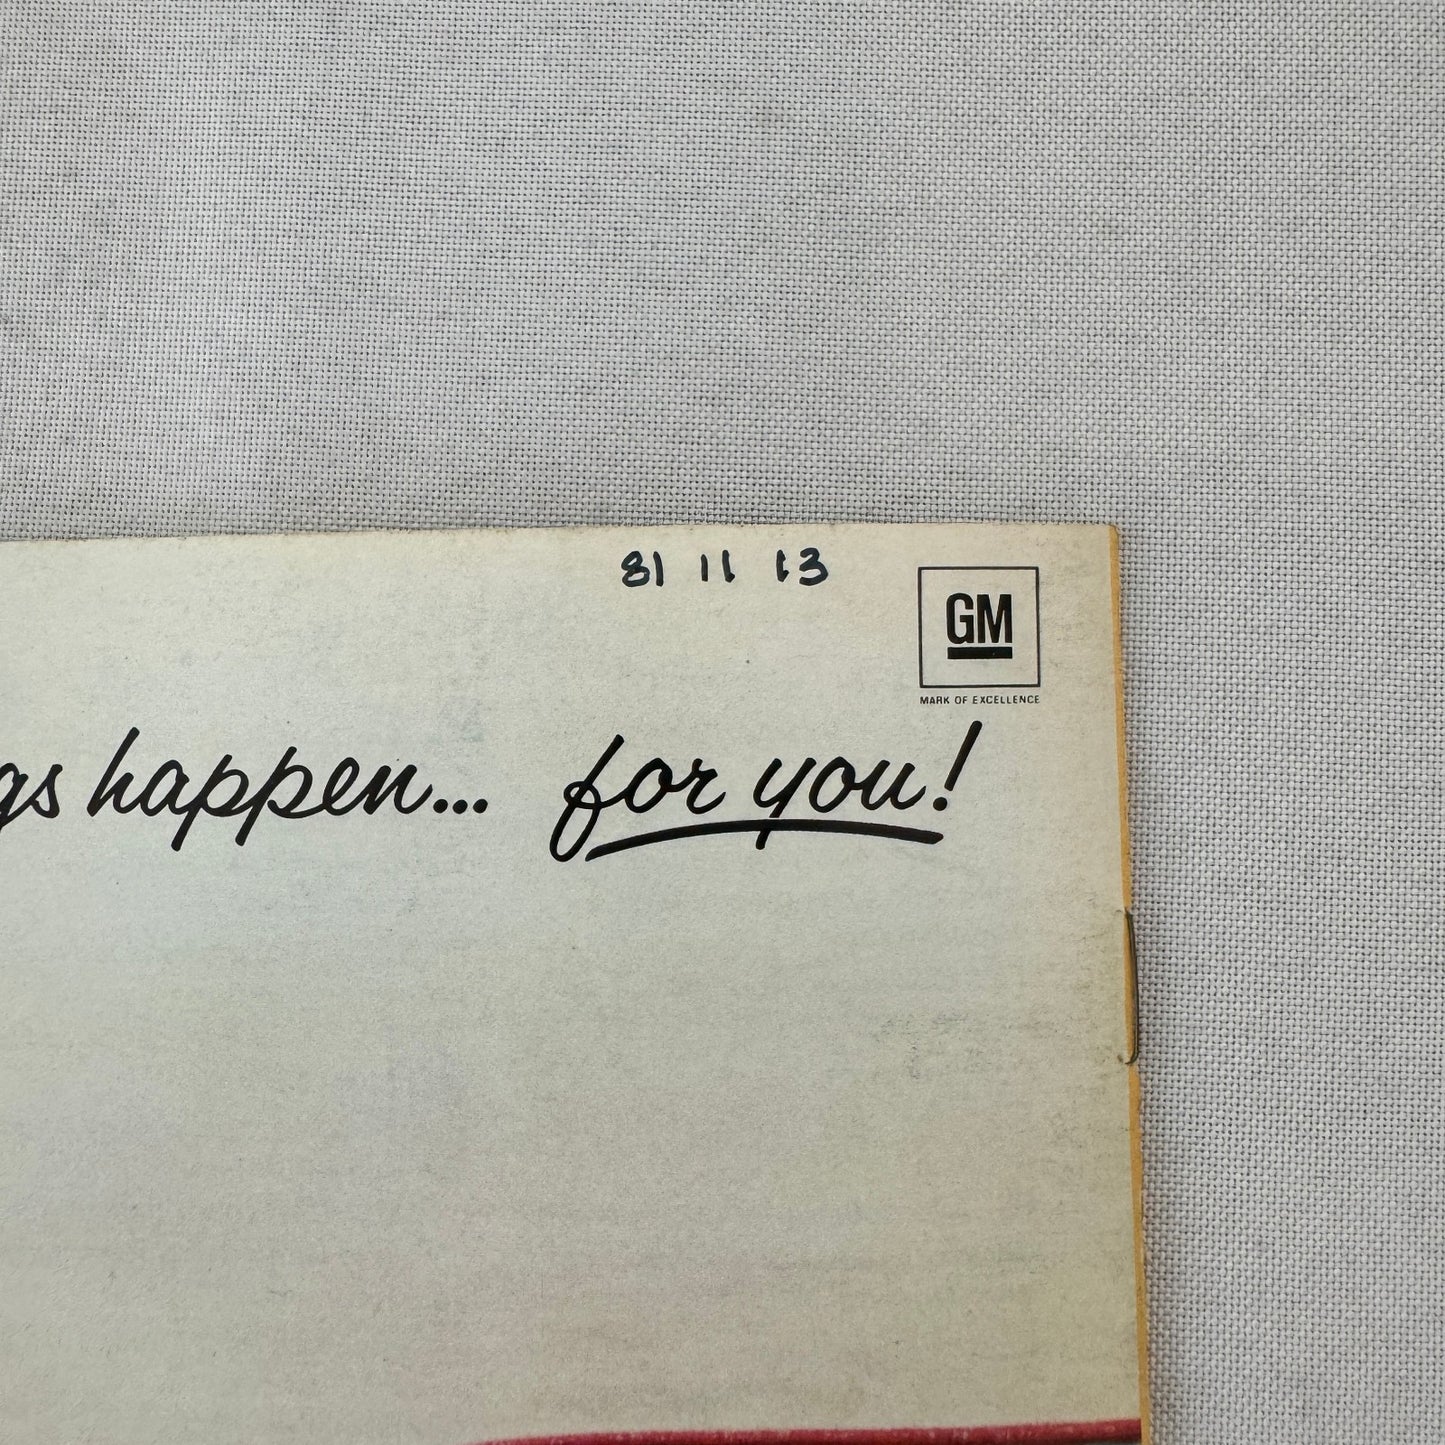 81 11 13
GM
MARK OF EXCELLENCE
gs happen... for you!